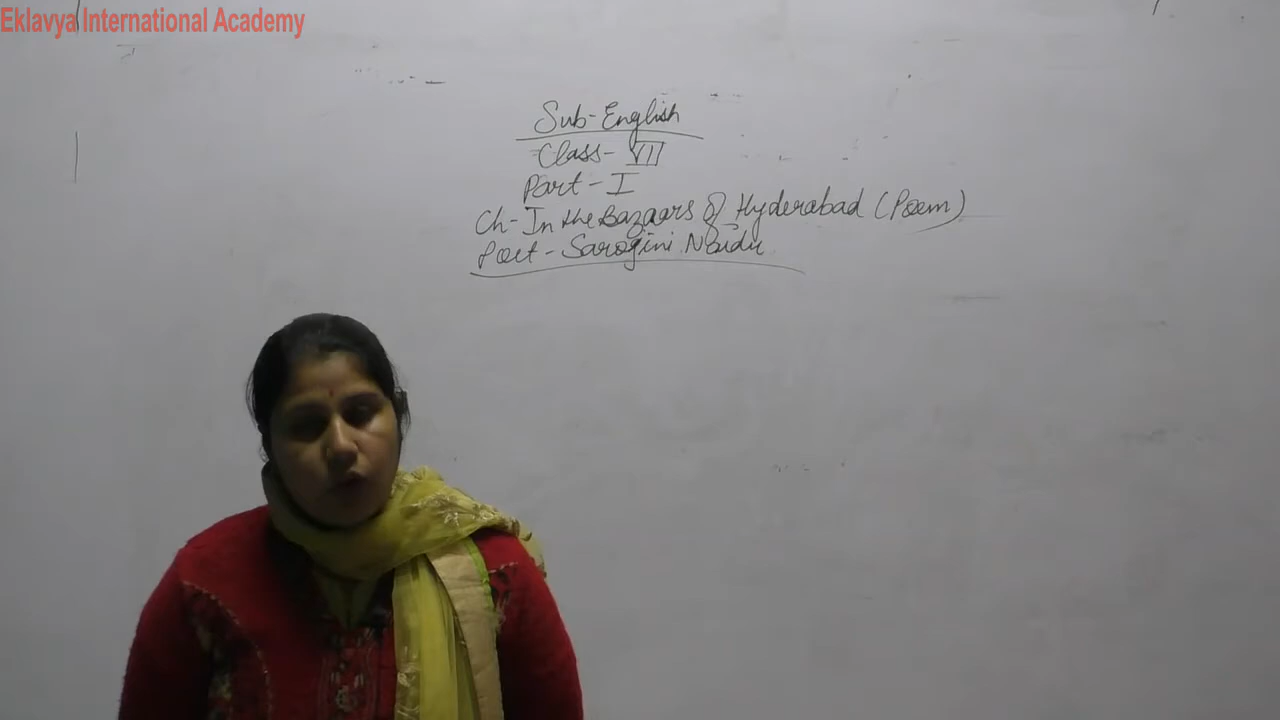 Eklavya International Academy
Sub-English
Class- VII
Part-I
Ch-In the Bazaars of Hyderabad (Poem)
Poet-Sarogini Naidu